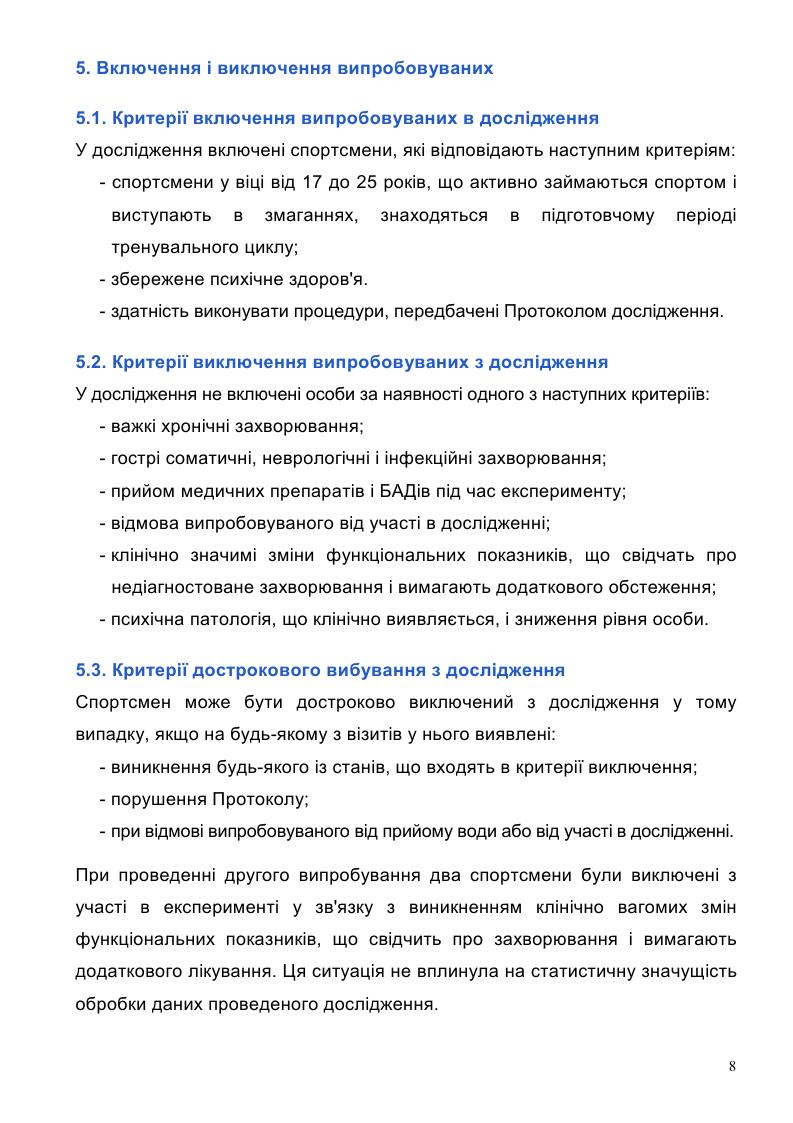 5. Включення і виключення випробовуваних
5.1. Критерії включення випробовуваних в дослідження
У дослідження включені спортсмени, які відповідають наступним критеріям:
- спортсмени у віці від 17 до 25 років, що активно займаються спортом і
виступають в змаганнях, знаходяться в підготовчому періоді
тренувального циклу;
- збережене психічне здоров'я.
- здатність виконувати процедури, передбачені Протоколом дослідження.
5.2. Критерії виключення випробовуваних з дослідження
У дослідження не включені особи за наявності одного з наступних критеріїв:
- важкі хронічні захворювання;
- гострі соматичні, неврологічні і інфекційні захворювання;
- прийом медичних препаратів і БАДів під час експерименту;
- відмова випробовуваного від участі в дослідженні;
- клінічно значимі зміни функціональних показників, що свідчать про
недіагностоване захворювання і вимагають додаткового обстеження;
- психічна патологія, що клінічно виявляється, і зниження рівня особи.
5.3. Критерії дострокового вибування з дослідження
Спортсмен може бути достроково виключений з дослідження у тому
випадку, якщо на будь-якому з візитів у нього виявлені:
- виникнення будь-якого із станів, що входять в критерії виключення;
- порушення Протоколу;
- при відмові випробовуваного від прийому води або від участі в дослідженні.
При проведенні другого випробування два спортсмени були виключені з
участі в експерименті у зв'язку з виникненням клінічно вагомих змін
функціональних показників, що свідчить про захворювання і вимагають
додаткового лікування. Ця ситуація не вплинула на статистичну значущість
обробки даних проведеного дослідження.
8